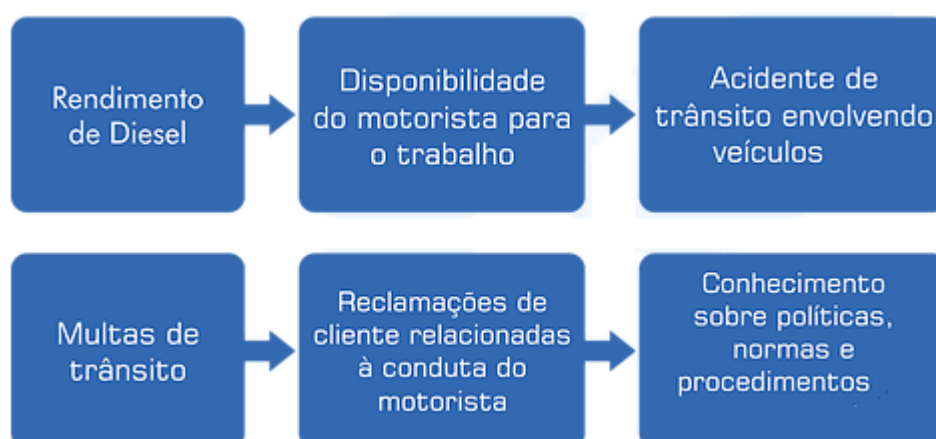 Rendimento
de Diesel
Disponibilidade
do motorista para
o trabalho
Acidente de
trânsito envolvendo
veículos
Multas de
trânsito
Reclamações de
cliente relacionadas
à conduta do
motorista
Conhecimento
sobre políticas,
normas e
procedimentos